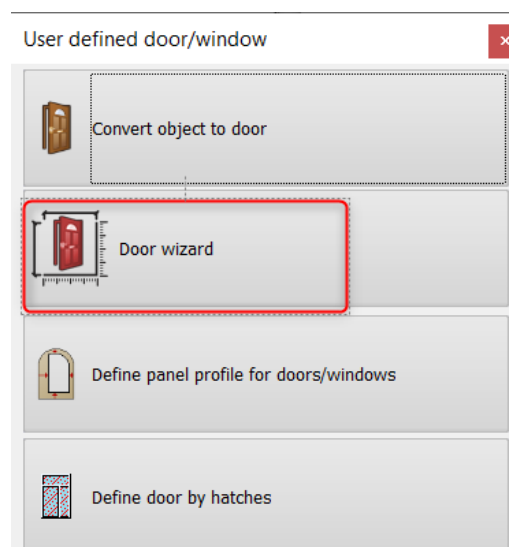 User defined door/window
Convert object to door
Door wizard
Define panel profile for doors/windows
Define door by hatches